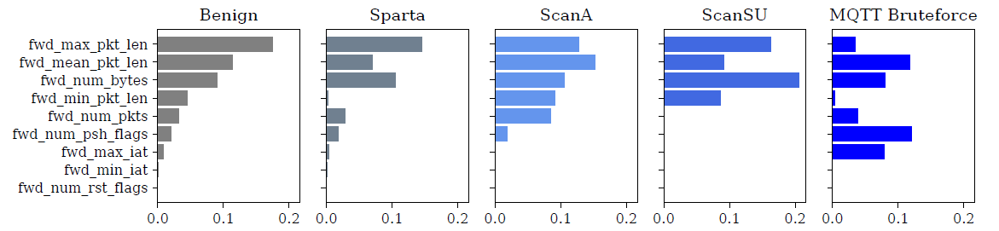 Benign Sparta ScanA ScanSU MQTT Bruteforce
fwd_max_pkt_len
fwd_mean_pkt_len
fwd_num_bytes
fwd_min_pkt_len
fwd_num_pkts
fwd_num_psh_flags
fwd_max_iat
fwd_min_iat
fwd_num_rst_flags
0.0 0.1 0.2 0.0 0.1 0.2 0.0 0.1 0.2 0.0 0.1 0.2 0.0 0.1 0.2